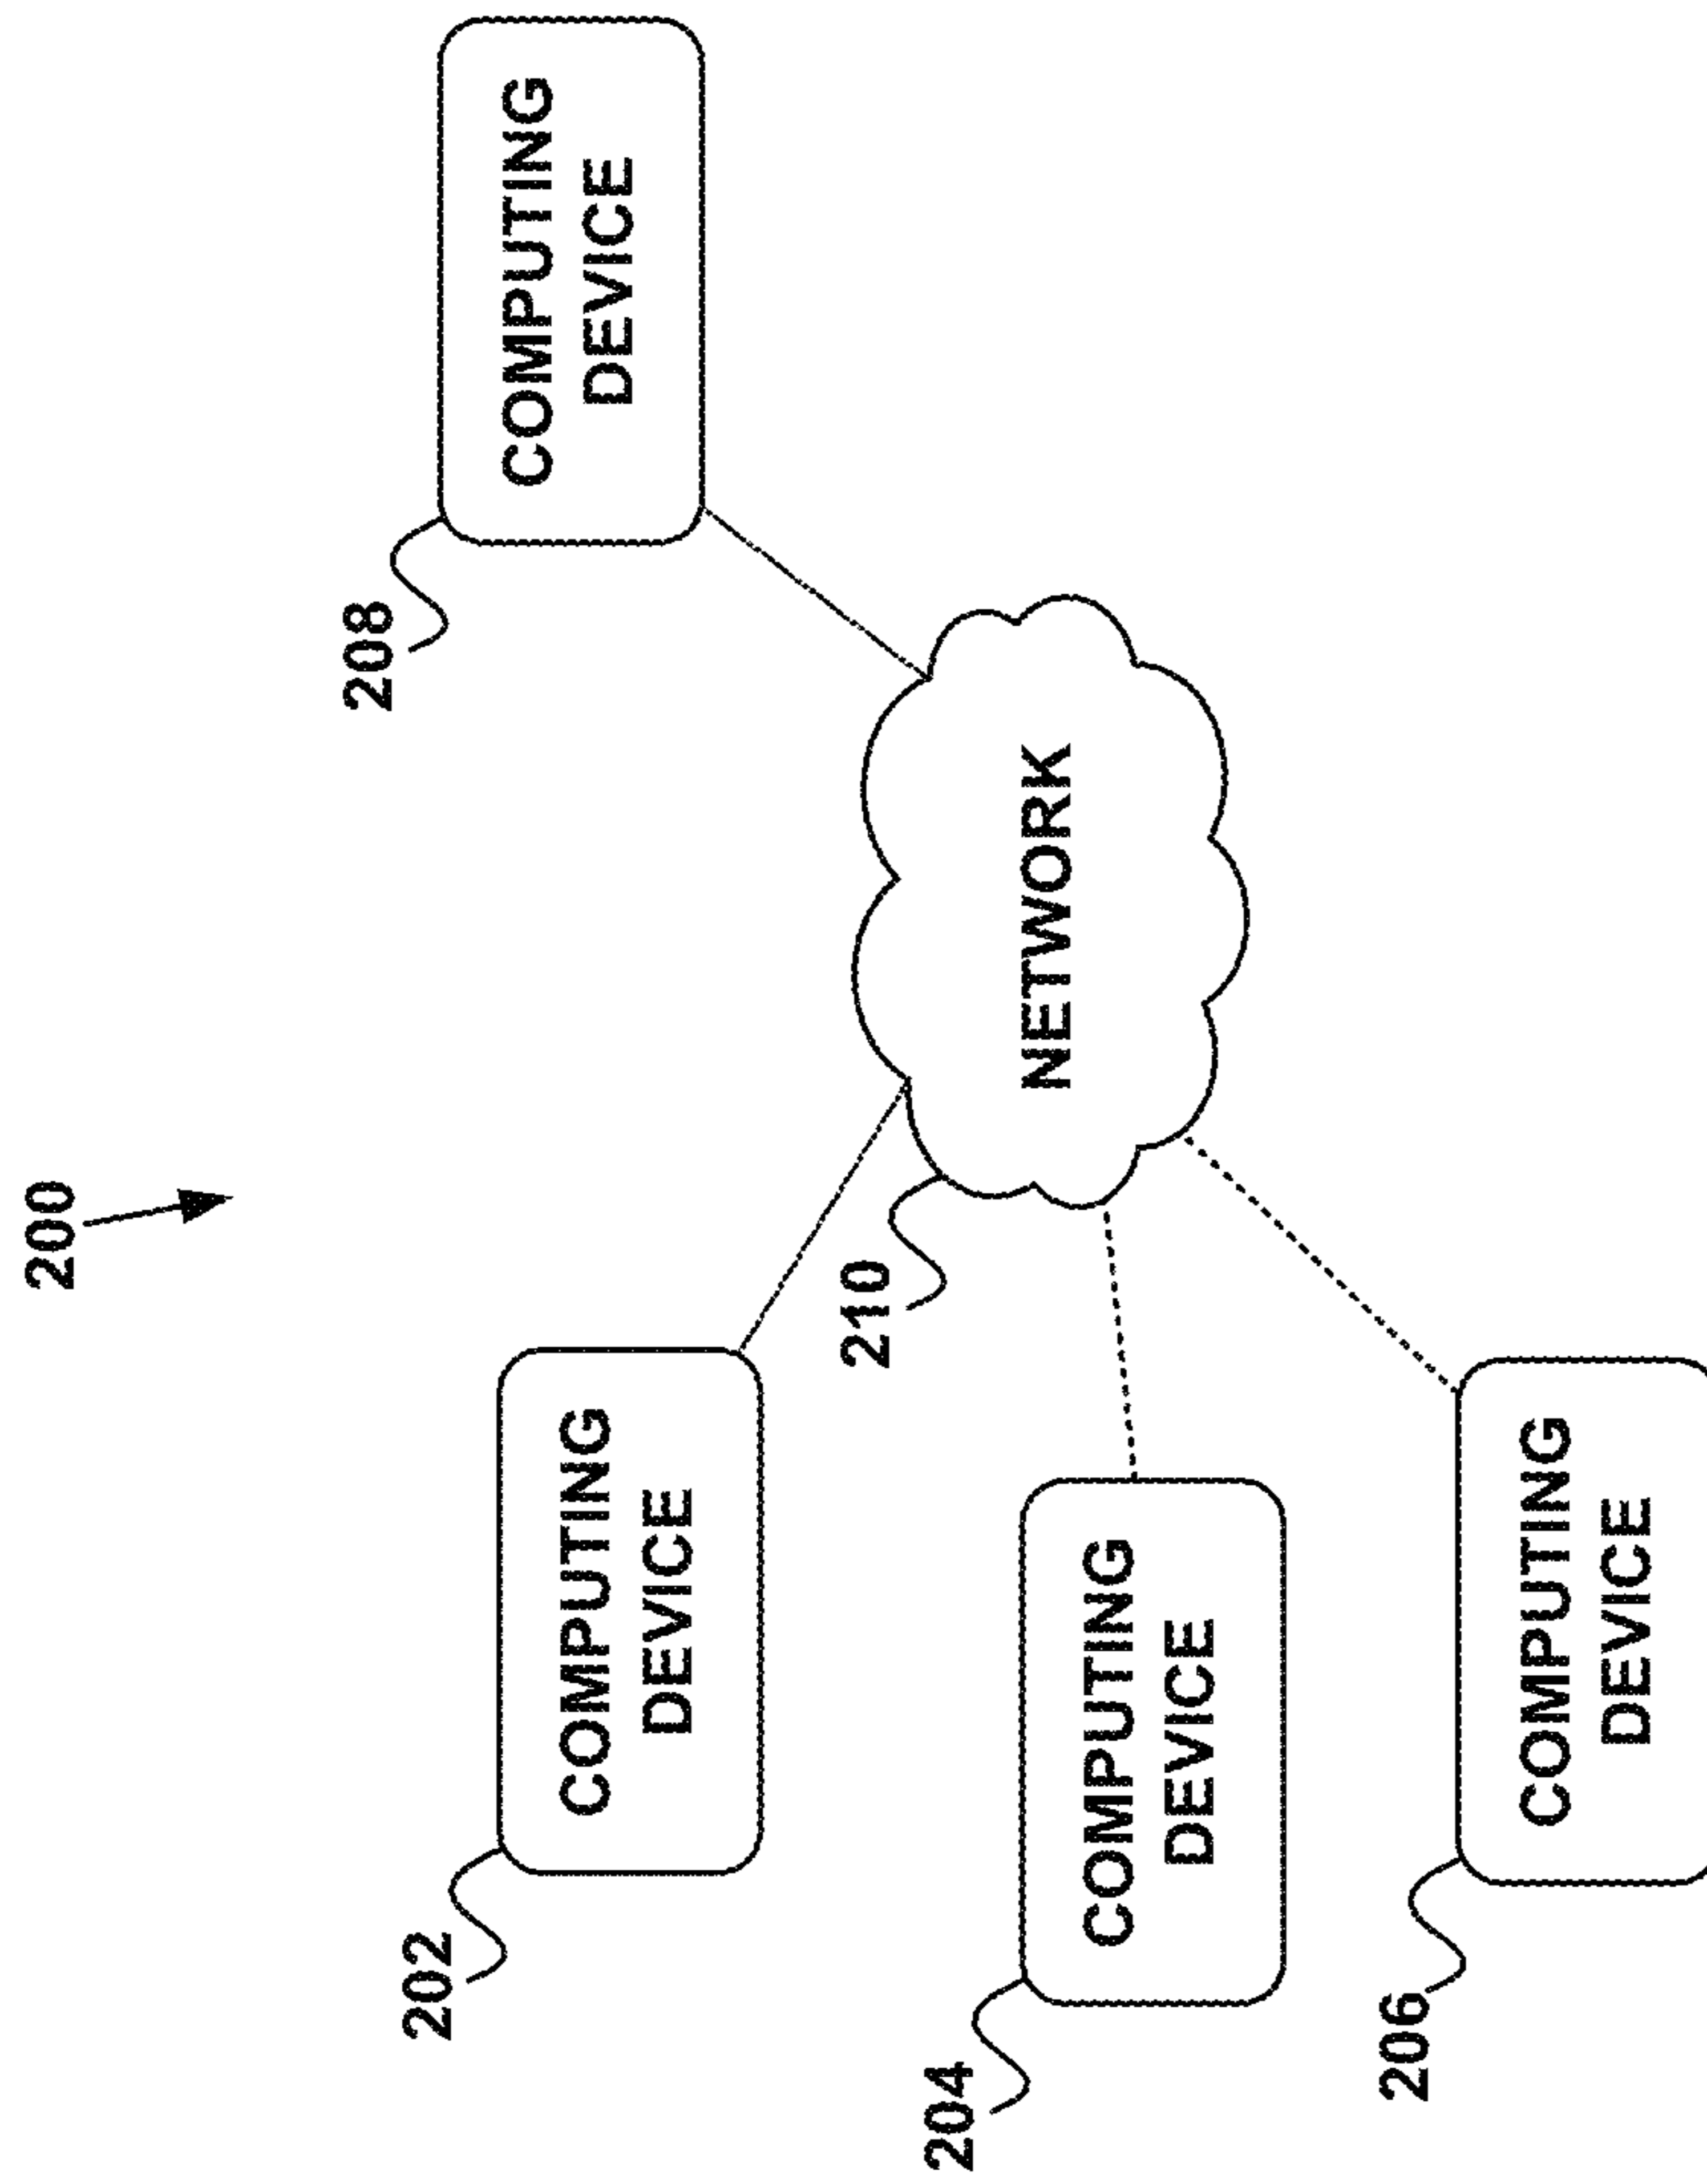 200
208
COMPUTING
DEVICE
202
COMPUTING
DEVICE
210
NETWORK
204
COMPUTING
DEVICE
206
COMPUTING
DEVICE